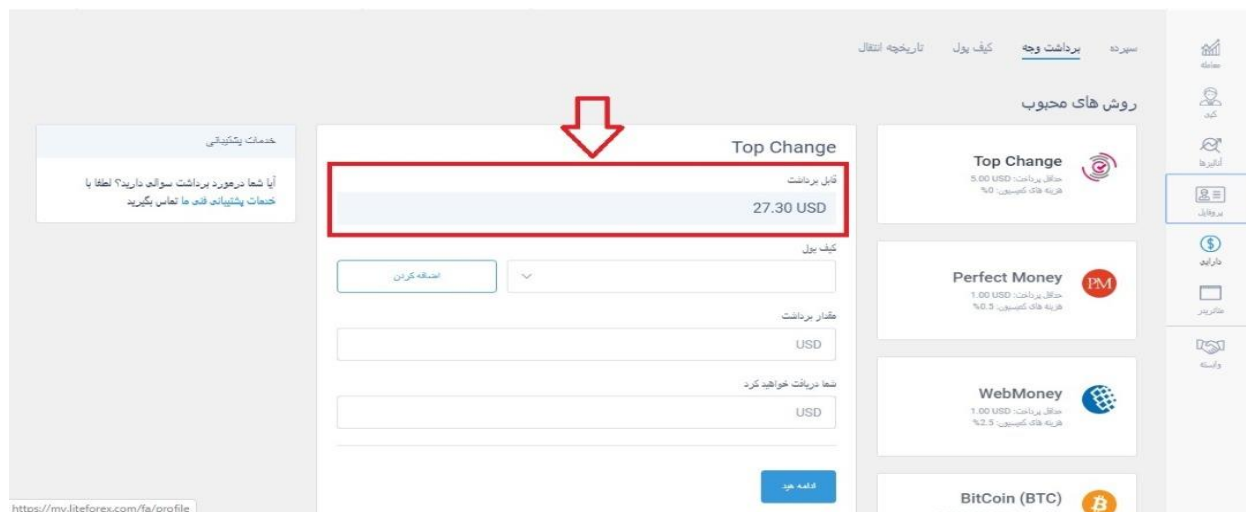 سپرده
برداشت وجه
کیف پول
تاریخچه انتقال
معامله
کپی
آنالیزها
پروفایل
دارایی
متاتریدر
وابسته
روش های محبوب
Top Change
حداقل پرداخت: 5.00 USD
هزینه های کمیسیون: 0%
Perfect Money
حداقل پرداخت: 1.00 USD
هزینه های کمیسیون: 0.5%
WebMoney
حداقل پرداخت: 1.00 USD
هزینه های کمیسیون: 2.5%
BitCoin (BTC)
Top Change
قابل برداشت
27.30 USD
کیف پول
اضافه کردن
مقدار برداشت
USD
شما دریافت خواهید کرد
USD
ادامه هید
خدمات پشتیبانی
آیا شما درمورد برداشت سوالی دارید؟ لطفا با
خدمات پشتیبانی فنی ما تماس بگیرید
https://my.liteforex.com/fa/profile